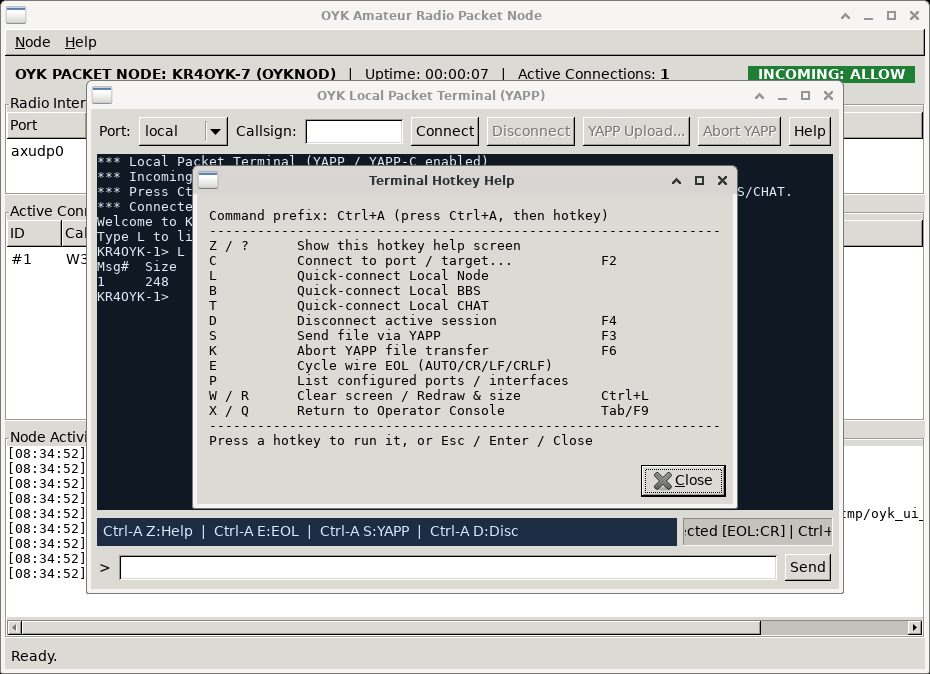 OYK Amateur Radio Packet Node
Node Help
OYK PACKET NODE: KR4OYK-7 (OYKNOD) | Uptime: 00:00:07 | Active Connections: 1 INCOMING: ALLOW
Radio Inter
Port
axudp0
Active Con
ID Cal
#1 W3
Node Activi
[08:34:52]
[08:34:52]
[08:34:52]
[08:34:52]
[08:34:52] tmp/oyk_ui_
[08:34:52]
[08:34:52]
[08:34:52]
[08:34:52]
Ready.
OYK Local Packet Terminal (YAPP)
Port: local Callsign: Connect Disconnect YAPP Upload... Abort YAPP Help
*** Local Packet Terminal (YAPP / YAPP-C enabled)
*** Incoming
*** Press Ct S/CHAT.
*** Connecte
Welcome to K
Type L to li
KR4OYK-1> L
Msg# Size
1 248
KR4OYK-1>
Ctrl-A Z:Help | Ctrl-A E:EOL | Ctrl-A S:YAPP | Ctrl-A D:Disc
cted [EOL:CR] | Ctrl+
> Send
Terminal Hotkey Help
Command prefix: Ctrl+A (press Ctrl+A, then hotkey)
----------------------------------------------------------------
Z / ? Show this hotkey help screen
C Connect to port / target... F2
L Quick-connect Local Node
B Quick-connect Local BBS
T Quick-connect Local CHAT
D Disconnect active session F4
S Send file via YAPP F3
K Abort YAPP file transfer F6
E Cycle wire EOL (AUTO/CR/LF/CRLF)
P List configured ports / interfaces
W / R Clear screen / Redraw & size Ctrl+L
X / Q Return to Operator Console Tab/F9
----------------------------------------------------------------
Press a hotkey to run it, or Esc / Enter / Close
Close